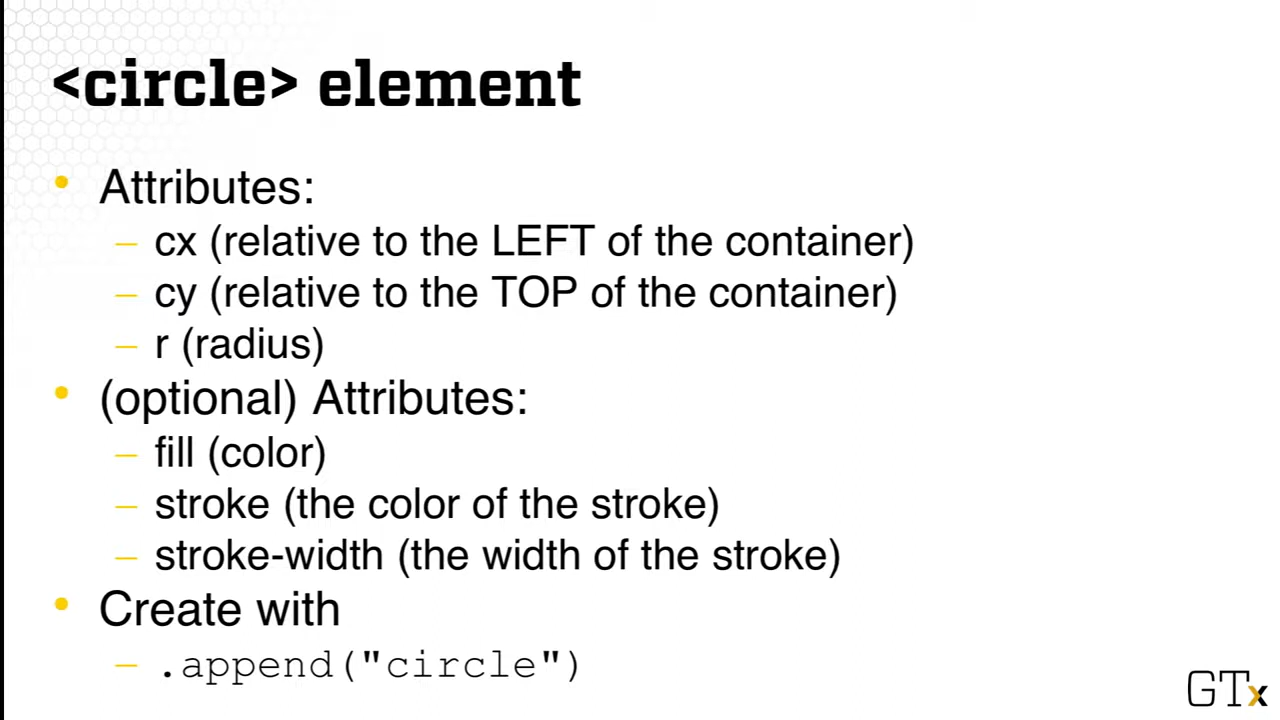 <circle> element
• Attributes:
– cx (relative to the LEFT of the container)
– cy (relative to the TOP of the container)
– r (radius)
• (optional) Attributes:
– fill (color)
– stroke (the color of the stroke)
– stroke-width (the width of the stroke)
• Create with
– .append("circle")
GTx